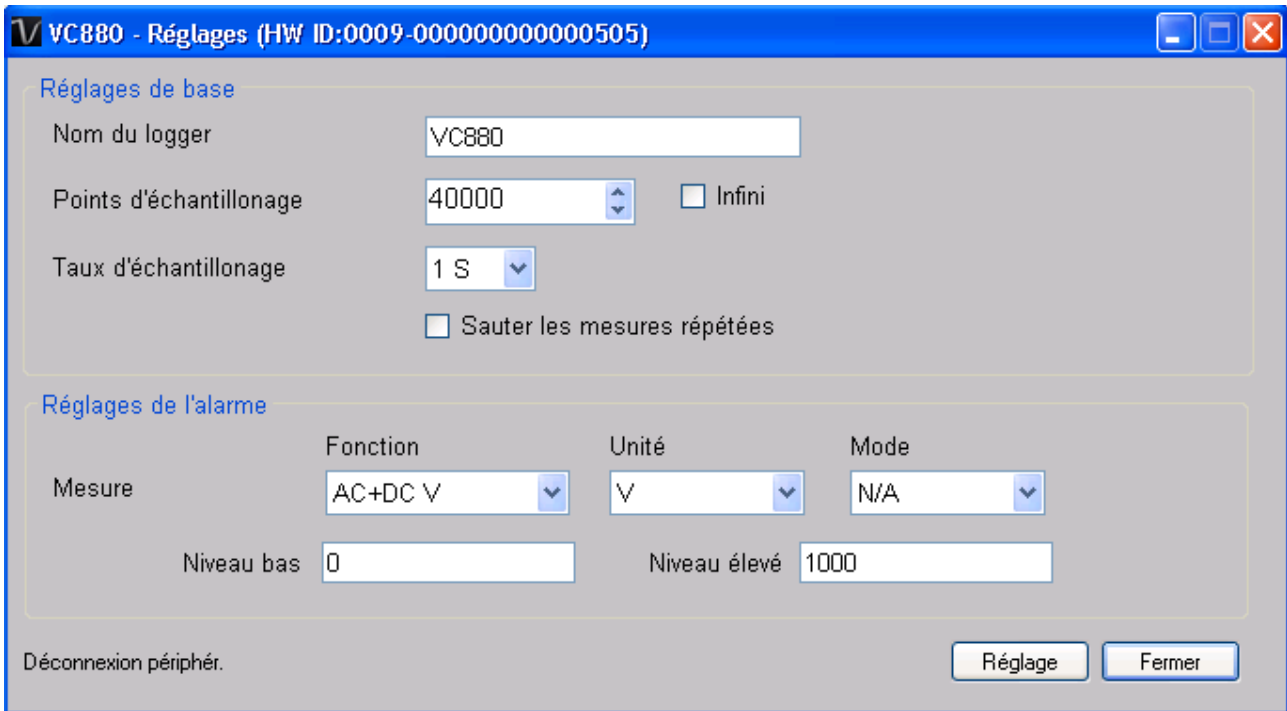 VC880 - Réglages (HW ID:0009-000000000000505)
Réglages de base
Nom du logger VC880
Points d'échantillonage 40000 Infini
Taux d'échantillonage 1 S
Sauter les mesures répétées
Réglages de l'alarme
Fonction Unité Mode
Mesure AC+DC V V N/A
Niveau bas 0 Niveau élevé 1000
Déconnexion périphér. Réglage Fermer